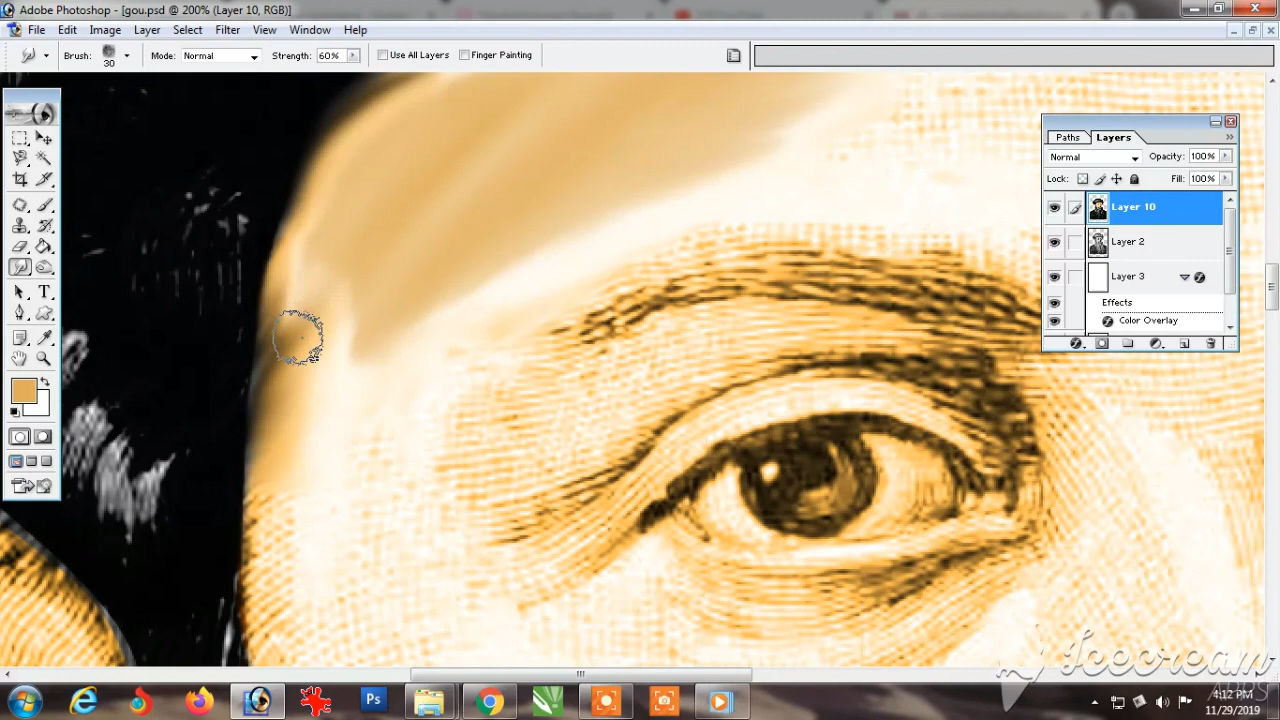 Adobe Photoshop - [gou.psd @ 200% (Layer 10, RGB)]
File Edit Image Layer Select Filter View Window Help
Brush: 30 Mode: Normal Strength: 60% Use All Layers Finger Painting
Paths Layers
Normal Opacity: 100%
Lock: Fill: 100%
Layer 10
Layer 2
Layer 3
Effects
Color Overlay
Icecream
APPS
Ps
4:12 PM
11/29/2019